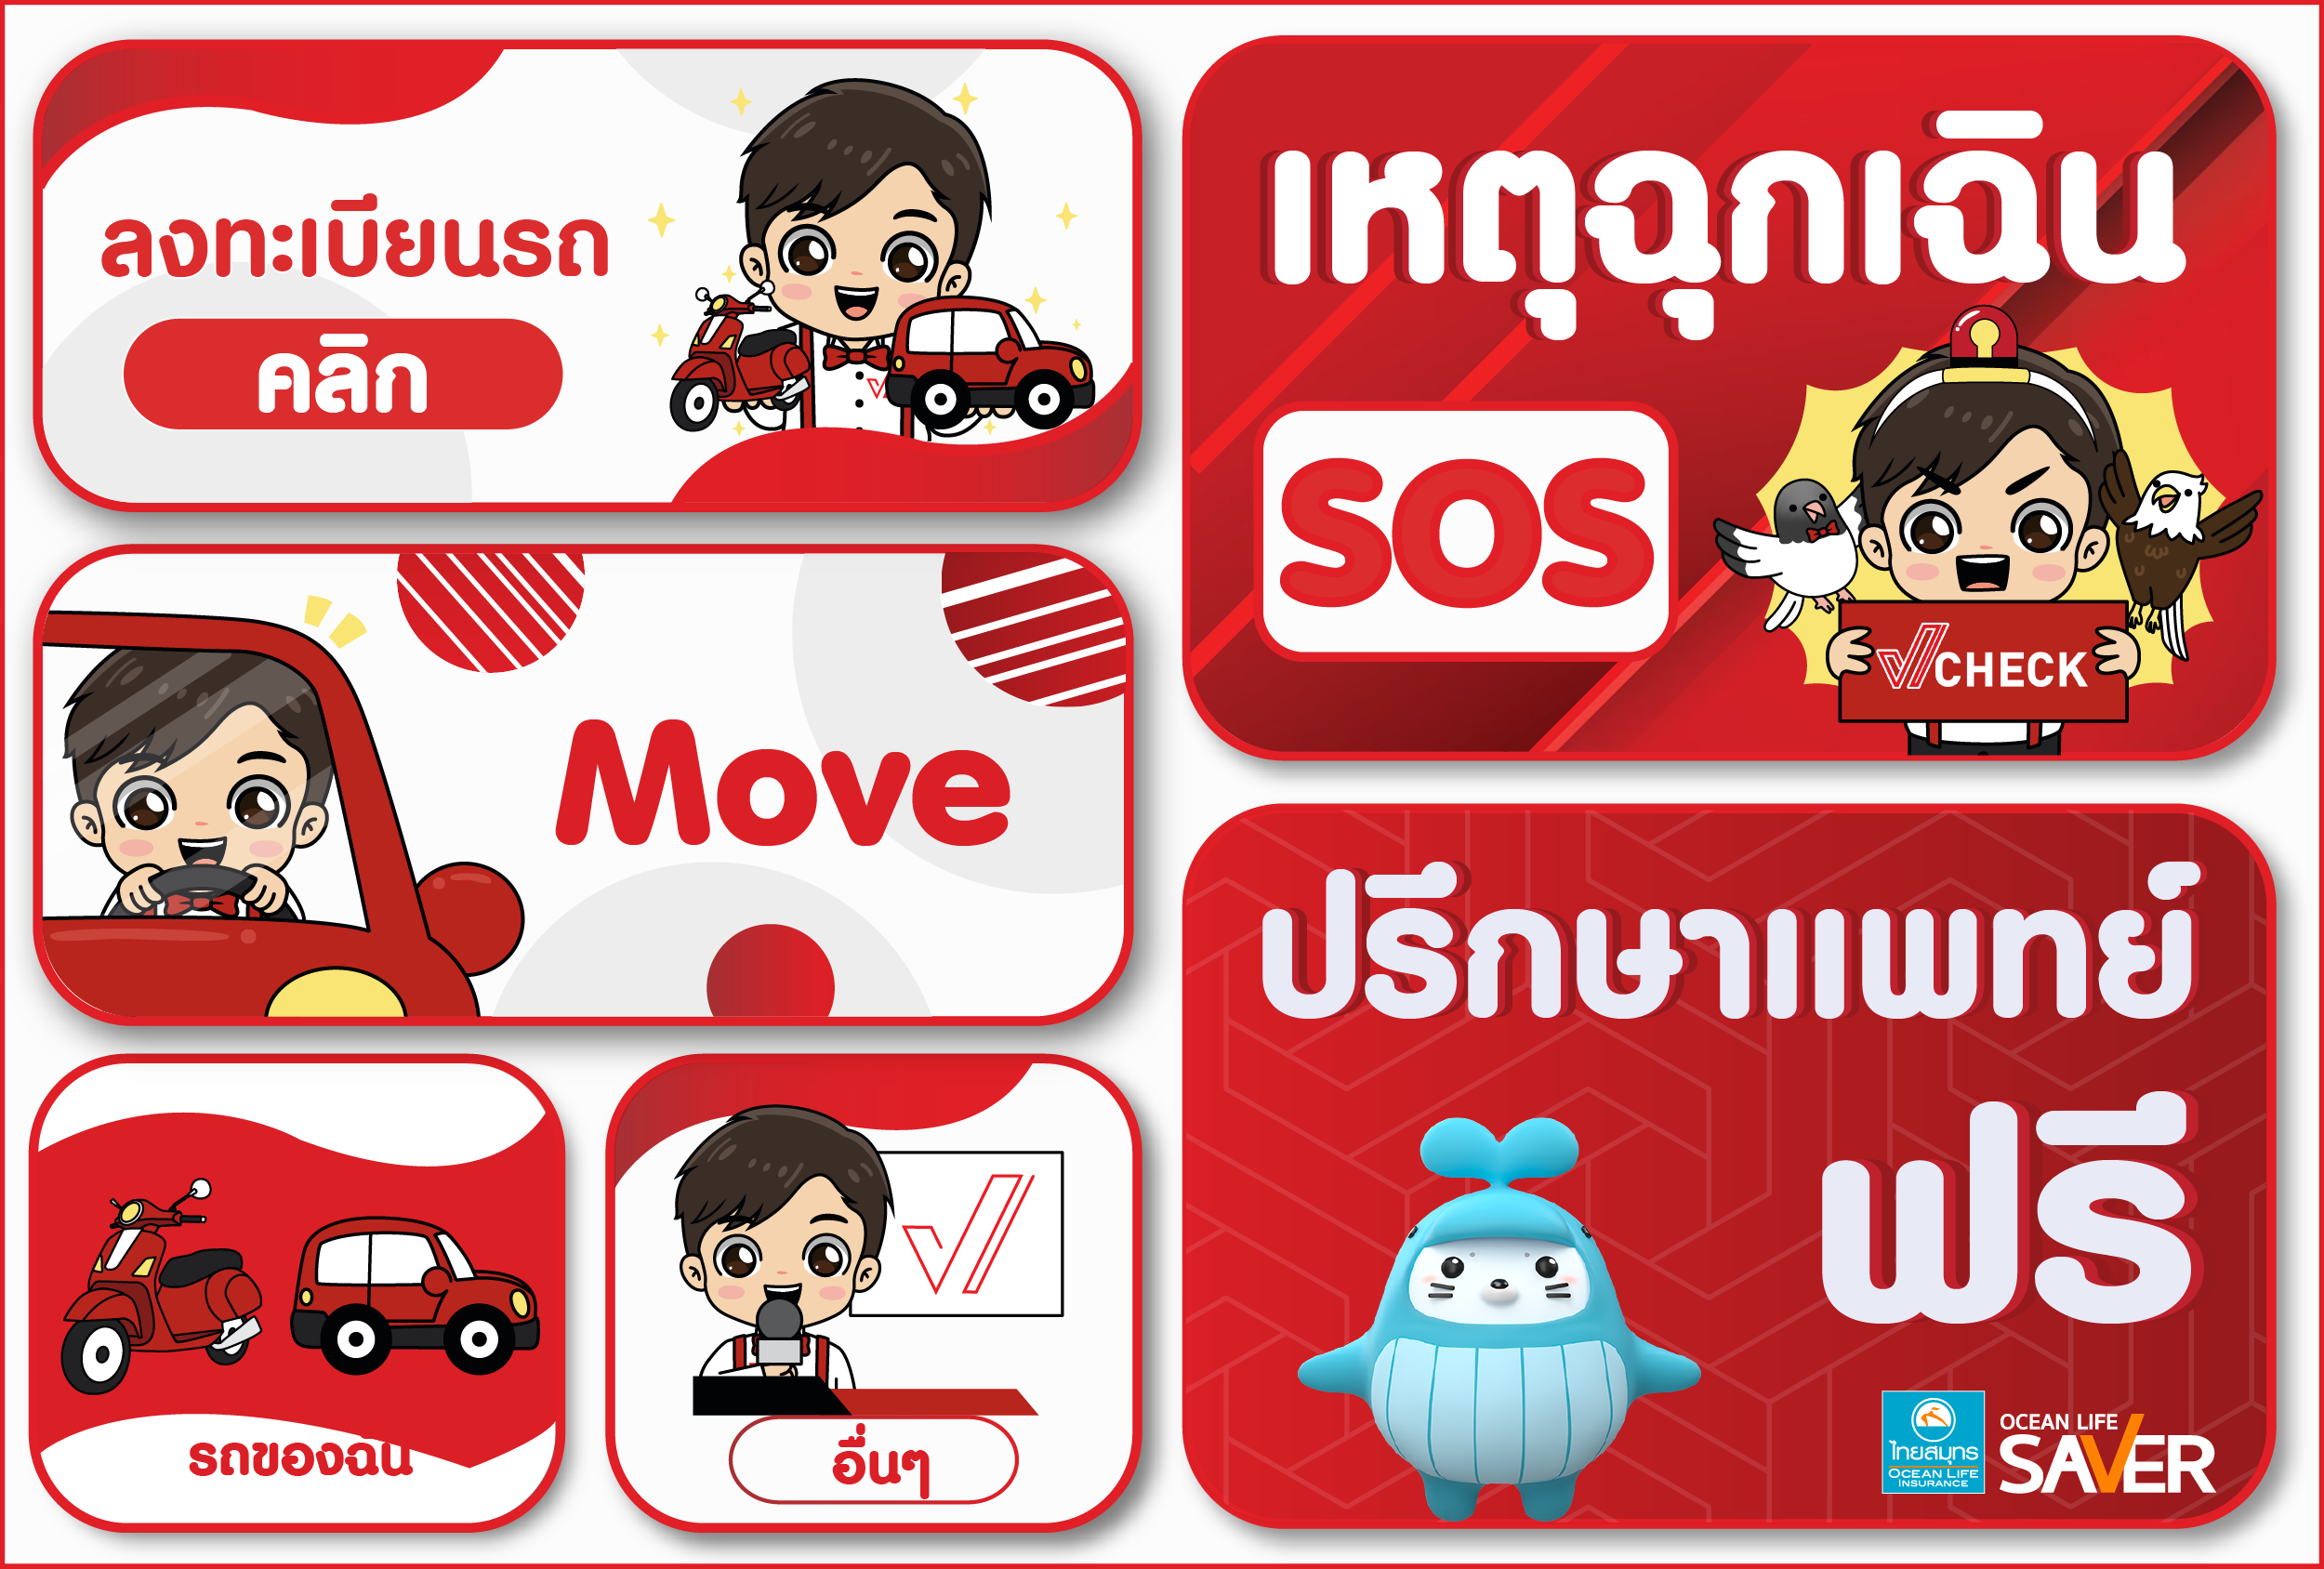 ลงทะเบียนรถ
คลิก
เหตุฉุกเฉิน
SOS
CHECK
Move
ปรึกษาแพทย์
ฟรี
รถของฉัน
อื่นๆ
ไทยสมุทร
OCEAN LIFE
INSURANCE
OCEAN LIFE
SAVER